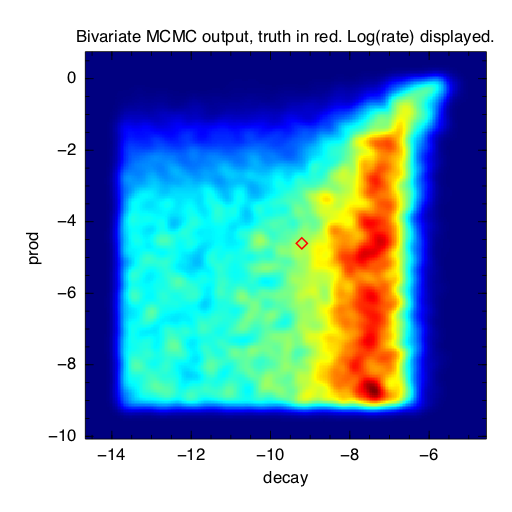 Bivariate MCMC output, truth in red. Log(rate) displayed.
0
−2
−4
−6
−8
−10
prod
−14 −12 −10 −8 −6
decay